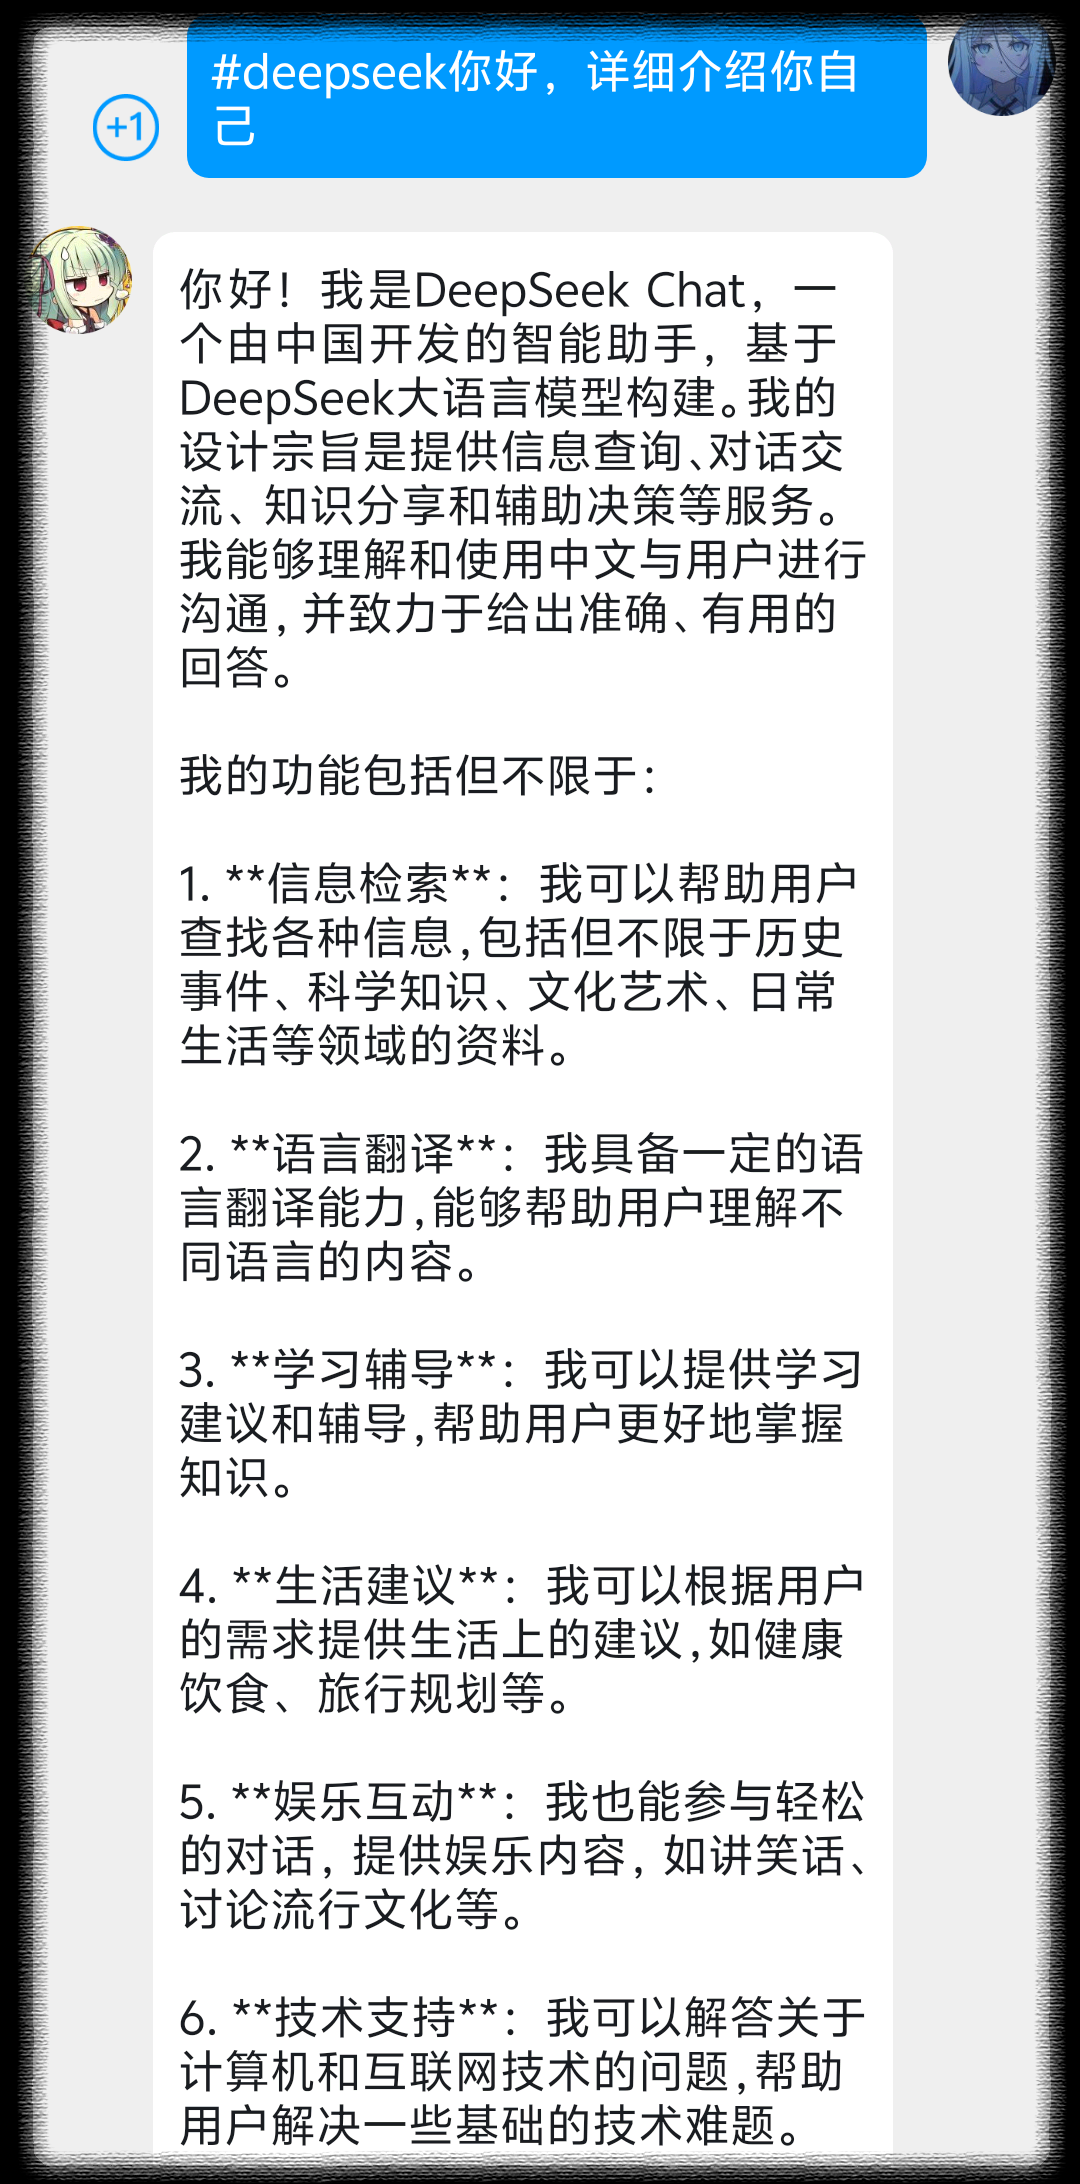 #deepseek你好，详细介绍你自
己
+1
你好！我是DeepSeek Chat，一
个由中国开发的智能助手，基于
DeepSeek大语言模型构建。我的
设计宗旨是提供信息查询、对话交
流、知识分享和辅助决策等服务。
我能够理解和使用中文与用户进行
沟通，并致力于给出准确、有用的
回答。
我的功能包括但不限于：
1. **信息检索**：我可以帮助用户
查找各种信息，包括但不限于历史
事件、科学知识、文化艺术、日常
生活等领域的资料。
2. **语言翻译**：我具备一定的语
言翻译能力，能够帮助用户理解不
同语言的内容。
3. **学习辅导**：我可以提供学习
建议和辅导，帮助用户更好地掌握
知识。
4. **生活建议**：我可以根据用户
的需求提供生活上的建议，如健康
饮食、旅行规划等。
5. **娱乐互动**：我也能参与轻松
的对话，提供娱乐内容，如讲笑话、
讨论流行文化等。
6. **技术支持**：我可以解答关于
计算机和互联网技术的问题，帮助
用户解决一些基础的技术难题。